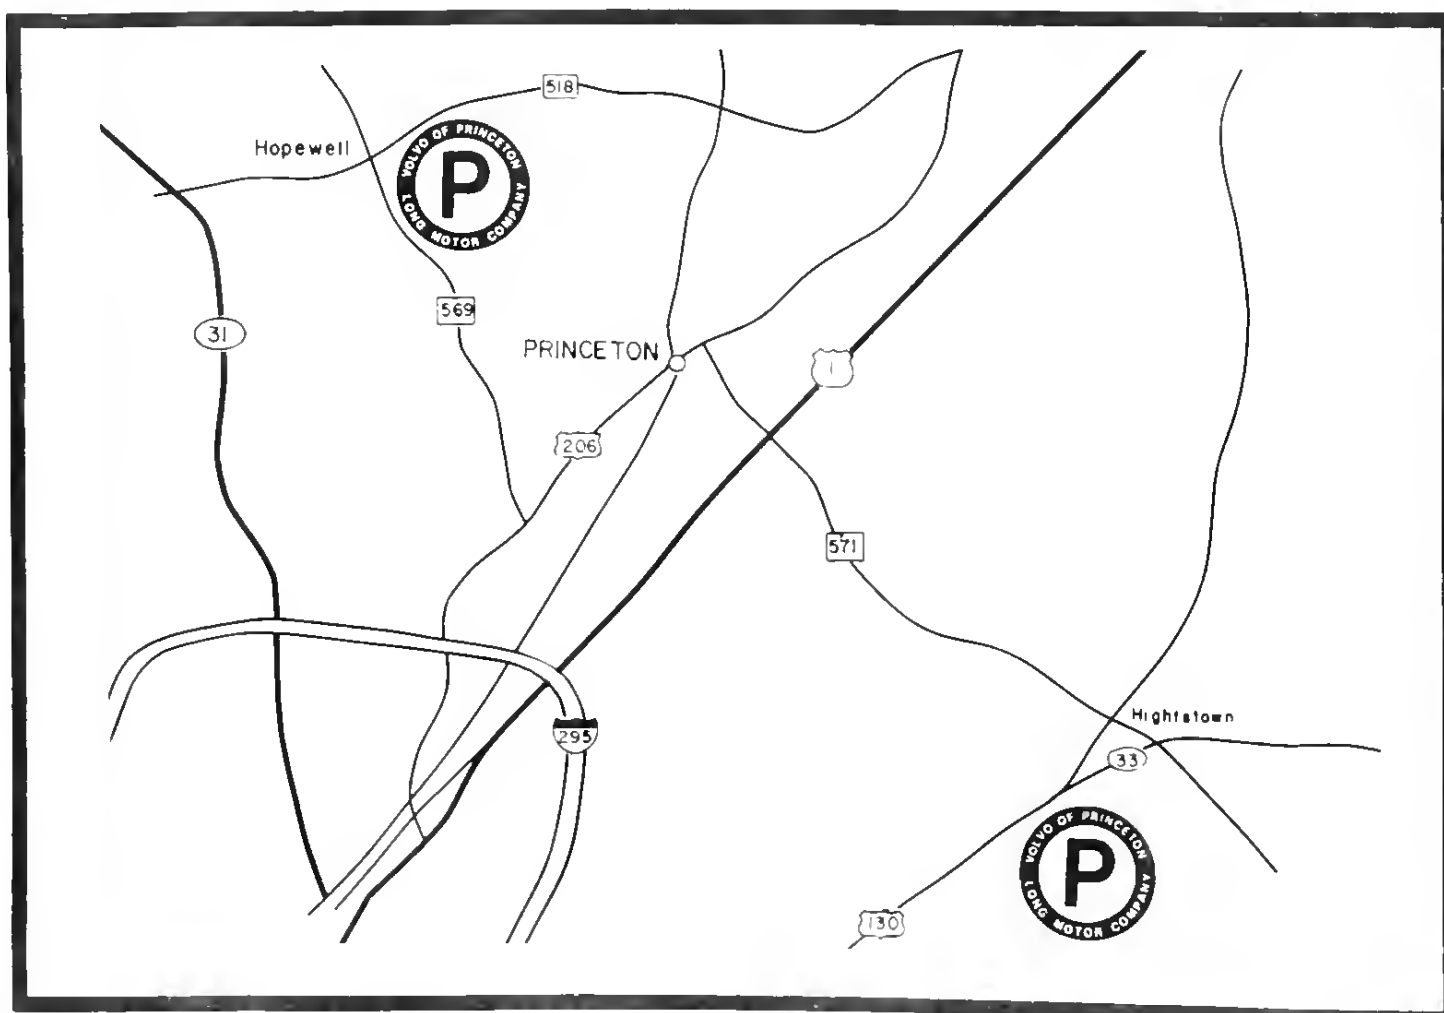 518
Hopewell
VOLVO OF PRINCETON
P
LONG MOTOR COMPANY
569
31
PRINCETON
1
206
571
Hightstown
295
33
VOLVO OF PRINCETON
P
LONG MOTOR COMPANY
130